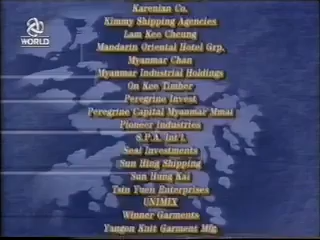 WORLD
Karenian Co.
Kimmy Shipping Agencies
Lam Kee Cheung
Mandarin Oriental Hotel Grp.
Myanmar Chan
Myanmar Industrial Holdings
On Kee Timber
Peregrine Invest
Peregrine Capital Myanmar Mmai
Pioneer Industries
S.P.A. Int'l.
Seal Investments
Sun Hing Shipping
Sun Hung Kai
Tsin Yuen Enterprises
UNIMIX
Winner Garments
Yangon Knit Garment Mfg.